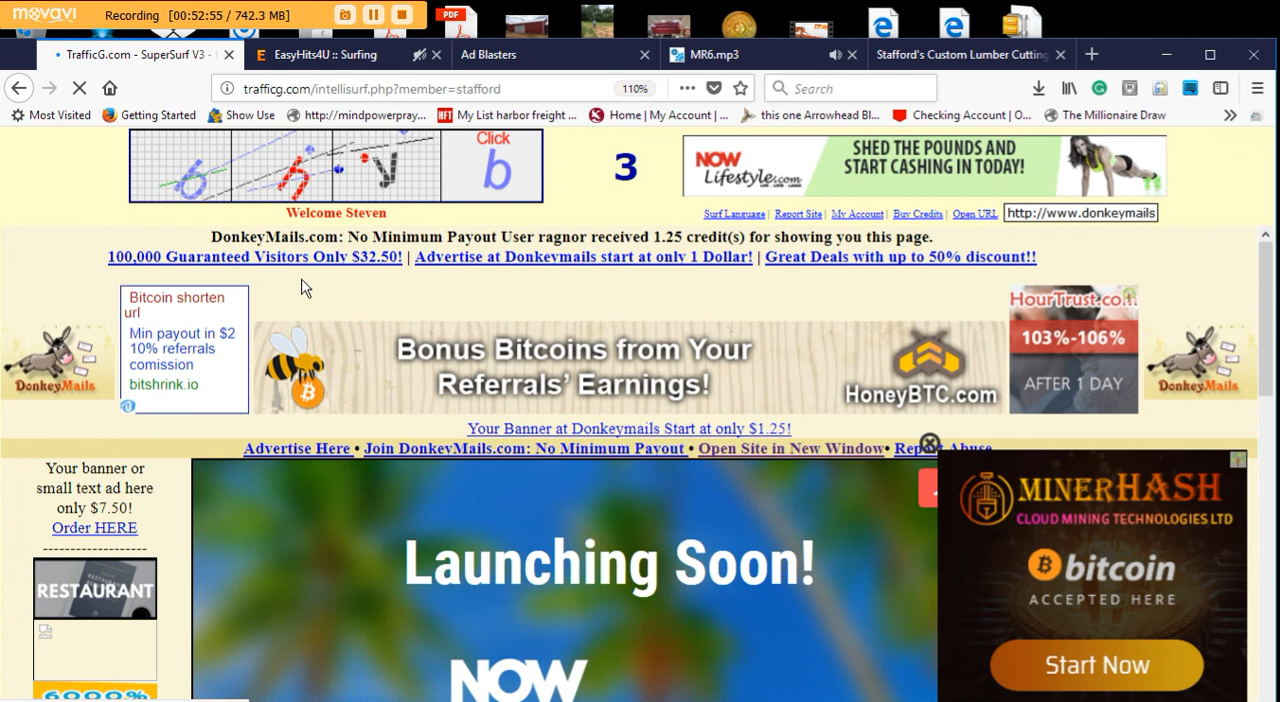 movavi
Recording [00:52:55 / 742.3 MB]
PDF
TrafficG.com - SuperSurf V3 -
EasyHits4U :: Surfing
Ad Blasters
MR6.mp3
Stafford's Custom Lumber Cutting
trafficg.com/intellisurf.php?member=stafford
110%
Search
Most Visited
Getting Started
Show Use
http://mindpowerpray...
HFT
My List harbor freight ...
Home | My Account | ...
this one Arrowhead Bl...
Checking Account | O...
The Millionaire Draw
b
h
y
Click
b
Welcome Steven
3
NOW
Lifestyle.com
SHED THE POUNDS AND
START CASHING IN TODAY!
Surf Language | Report Site | My Account | Buy Credits | Open URL
http://www.donkeymails
DonkeyMails.com: No Minimum Payout User ragnor received 1.25 credit(s) for showing you this page.
100,000 Guaranteed Visitors Only $32.50! | Advertise at Donkeymails start at only 1 Dollar! | Great Deals with up to 50% discount!!
DonkeyMails
Bitcoin shorten
url
Min payout in $2
10% referrals
comission
bitshrink.io
Bonus Bitcoins from Your
Referrals' Earnings!
HoneyBTC.com
HourTrust.co
103%-106%
AFTER 1 DAY
DonkeyMails
Your Banner at Donkeymails Start at only $1.25!
Advertise Here • Join DonkeyMails.com: No Minimum Payout • Open Site in New Window • Report Abuse
Your banner or
small text ad here
only $7.50!
Order HERE
-------------------
RESTAURANT
6000%
Launching Soon!
NOW
MINERHASH
CLOUD MINING TECHNOLOGIES LTD
bitcoin
ACCEPTED HERE
Start Now